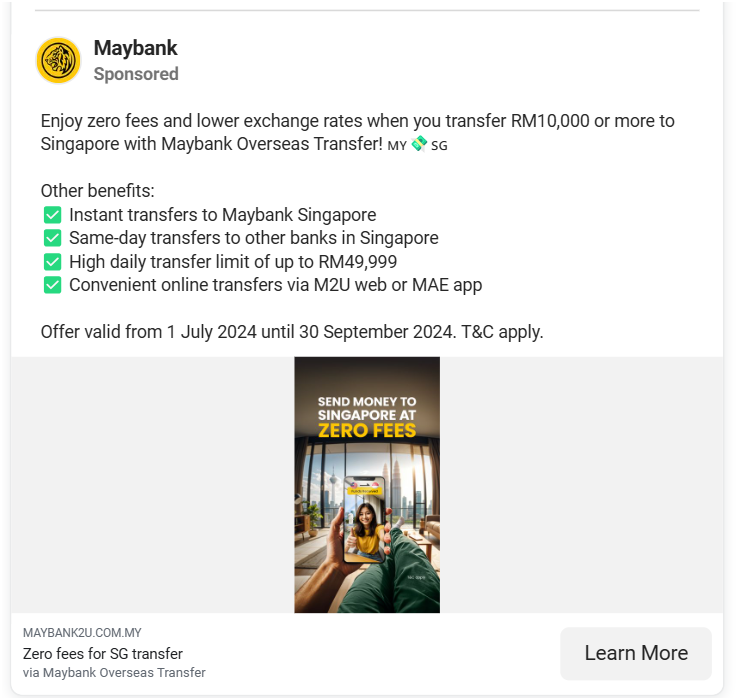 Maybank
Sponsored
Enjoy zero fees and lower exchange rates when you transfer RM10,000 or more to
Singapore with Maybank Overseas Transfer! MY 💸 SG
Other benefits:
✅ Instant transfers to Maybank Singapore
✅ Same-day transfers to other banks in Singapore
✅ High daily transfer limit of up to RM49,999
✅ Convenient online transfers via M2U web or MAE app
Offer valid from 1 July 2024 until 30 September 2024. T&C apply.
SEND MONEY TO
SINGAPORE AT
ZERO FEES
MAYBANK2U.COM.MY
Zero fees for SG transfer
via Maybank Overseas Transfer
Learn More